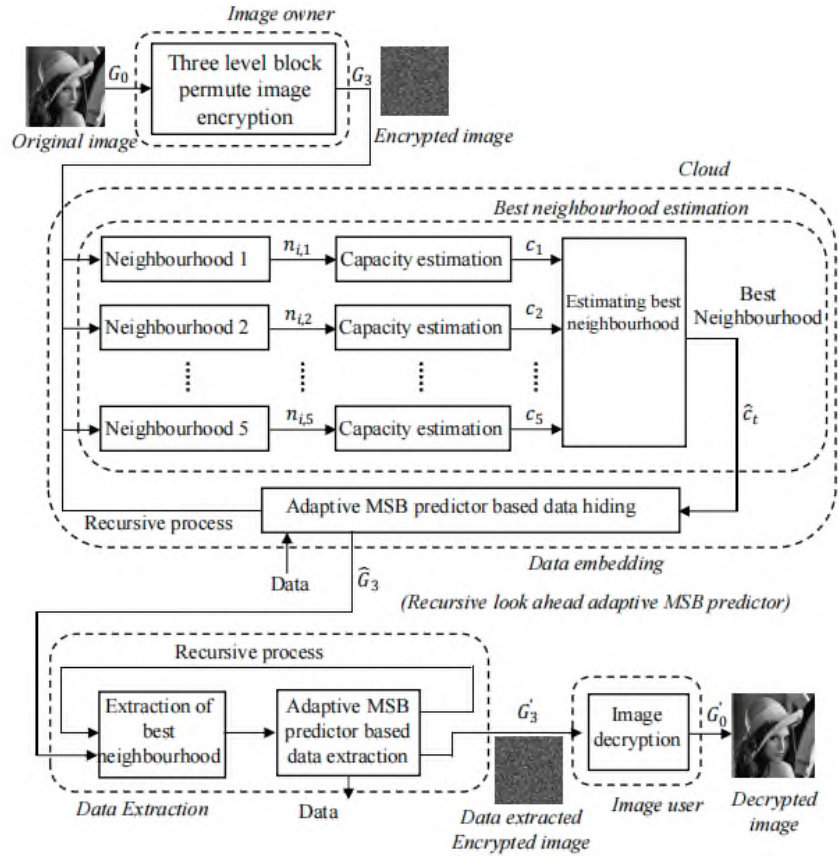 Image owner
G₀
Three level block
permute image
encryption
G₃
Original image
Encrypted image
Cloud
Best neighbourhood estimation
Neighbourhood 1
nᵢ,₁
Capacity estimation
c₁
Neighbourhood 2
nᵢ,₂
Capacity estimation
c₂
Neighbourhood 5
nᵢ,₅
Capacity estimation
c₅
Estimating best
neighbourhood
Best
Neighbourhood
ĉₜ
Adaptive MSB predictor based data hiding
Recursive process
Data
Data embedding
Ĝ₃
(Recursive look ahead adaptive MSB predictor)
Recursive process
Extraction of
best
neighbourhood
Adaptive MSB
predictor based
data extraction
G₃'
Image
decryption
G₀'
Data Extraction
Data
Data extracted
Encrypted image
Image user
Decrypted
image